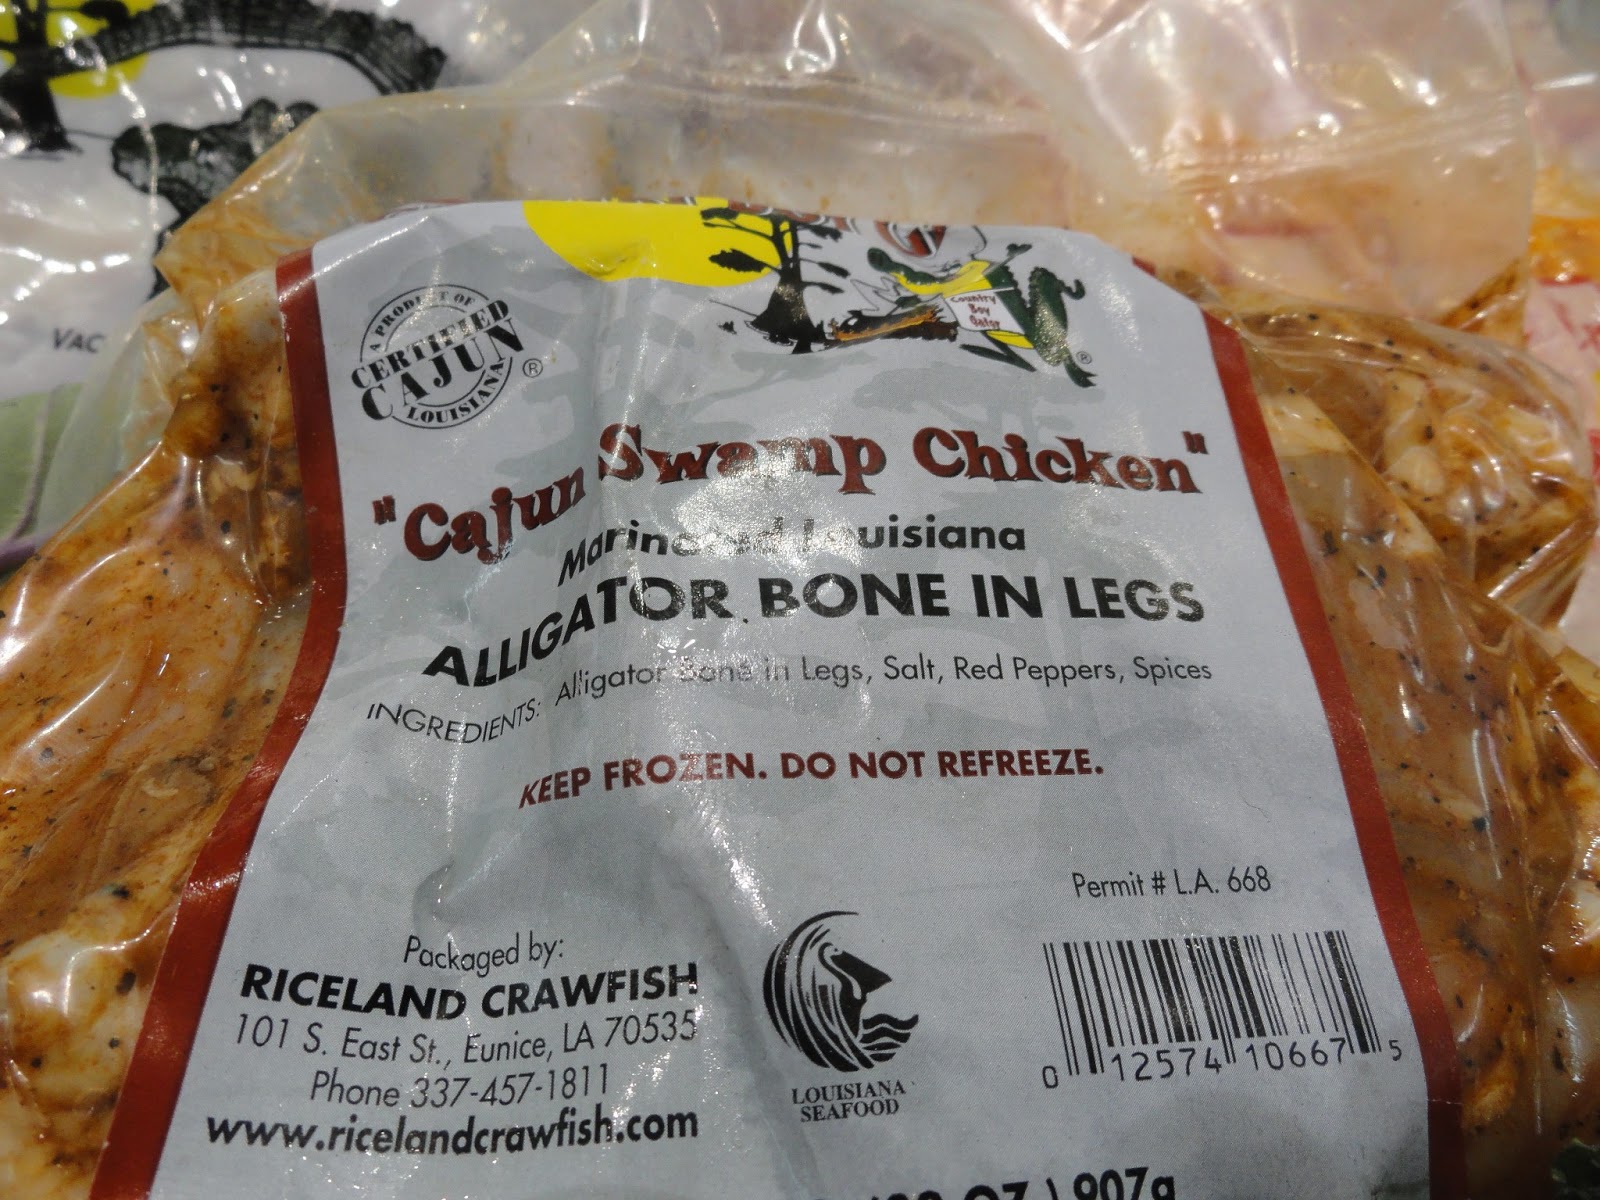 VAC
A PRODUCT OF
CERTIFIED
CAJUN
LOUISIANA
®
Country
Boy
Gator
®
"Cajun Swamp Chicken"
Marinated Louisiana
ALLIGATOR BONE IN LEGS
INGREDIENTS: Alligator Bone in Legs, Salt, Red Peppers, Spices
KEEP FROZEN. DO NOT REFREEZE.
Permit # L.A. 668
Packaged by:
RICELAND CRAWFISH
101 S. East St., Eunice, LA 70535
Phone 337-457-1811
www.ricelandcrawfish.com
LOUISIANA
SEAFOOD
0 12574 10667 5
OZ) 907g